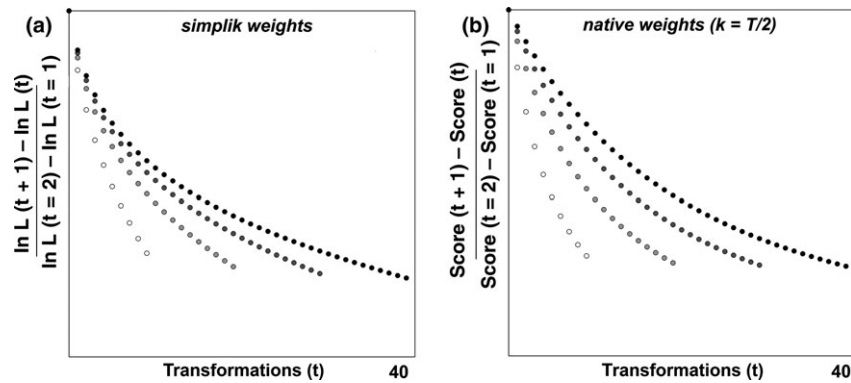 (a) simplik weights
ln L (t + 1) – ln L (t)
ln L (t = 2) – ln L (t = 1)
Transformations (t) 40
(b) native weights (k = T/2)
Score (t + 1) – Score (t)
Score (t = 2) – Score (t = 1)
Transformations (t) 40